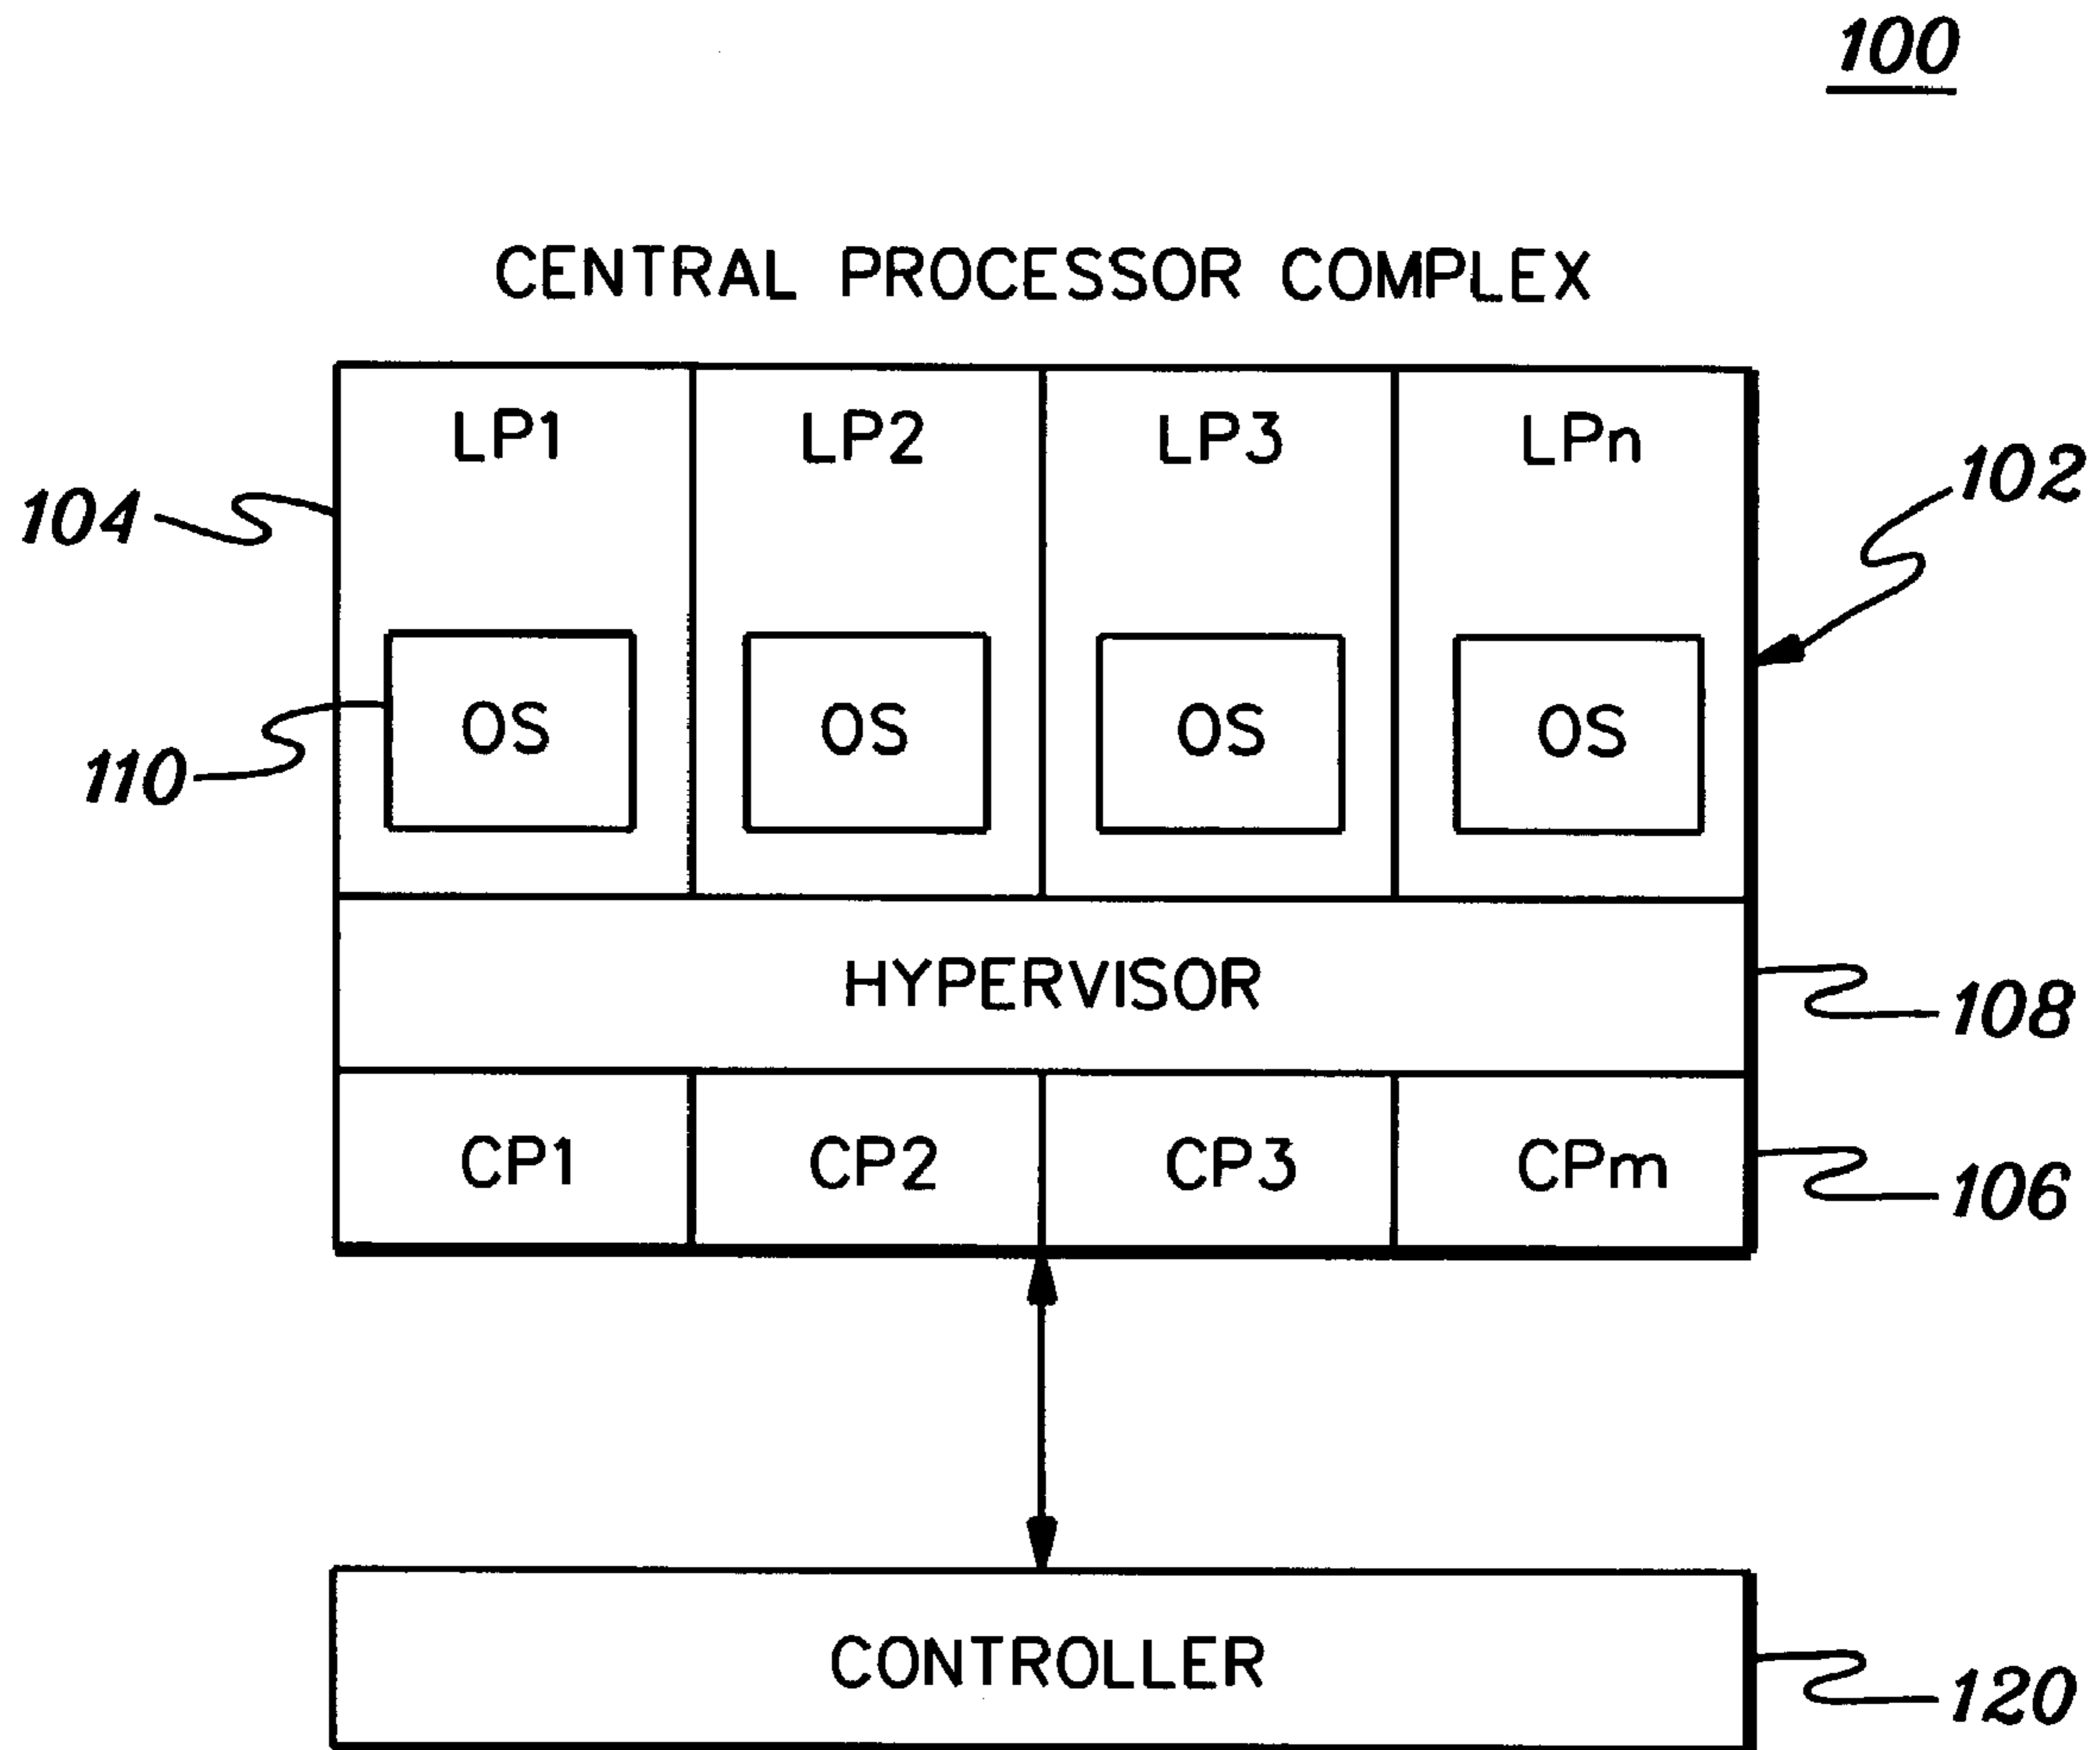 100
CENTRAL PROCESSOR COMPLEX
LP1 LP2 LP3 LPn
104
102
OS OS OS OS
110
HYPERVISOR
108
CP1 CP2 CP3 CPm
106
CONTROLLER
120